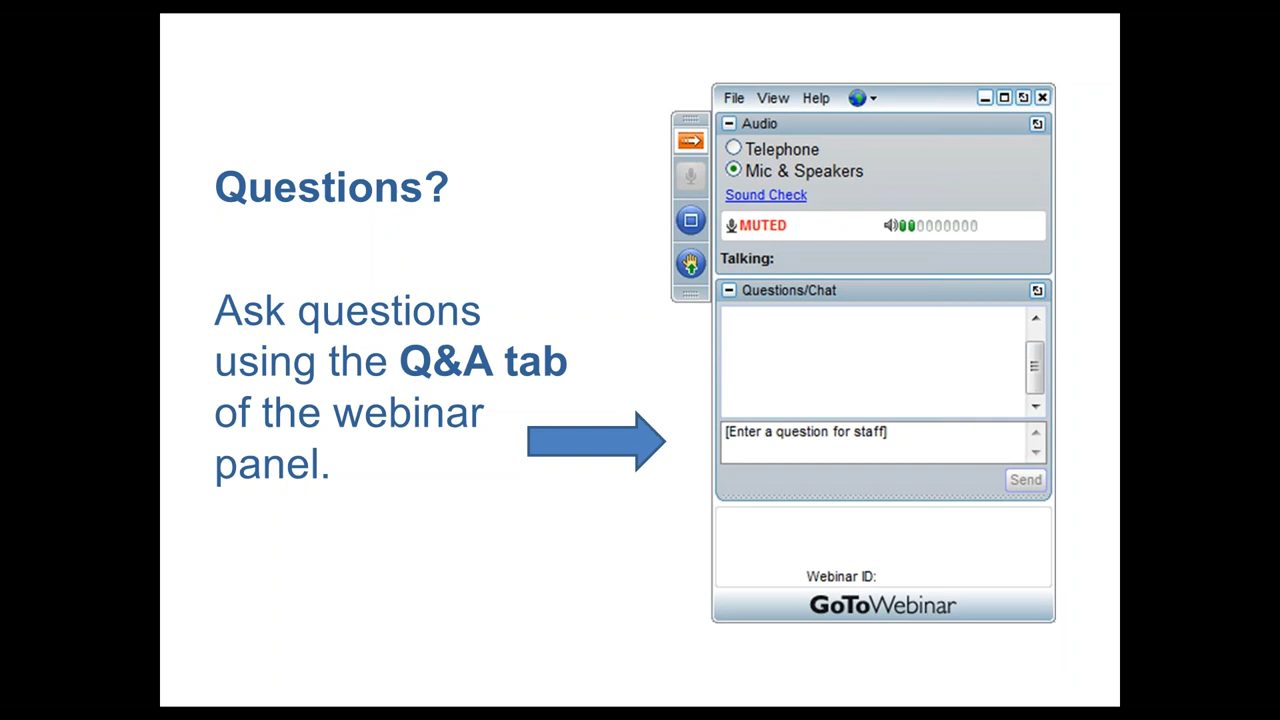 Questions?
Ask questions
using the Q&A tab
of the webinar
panel.
File View Help
Audio
Telephone
Mic & Speakers
Sound Check
MUTED
Talking:
Questions/Chat
[Enter a question for staff]
Send
Webinar ID:
GoToWebinar